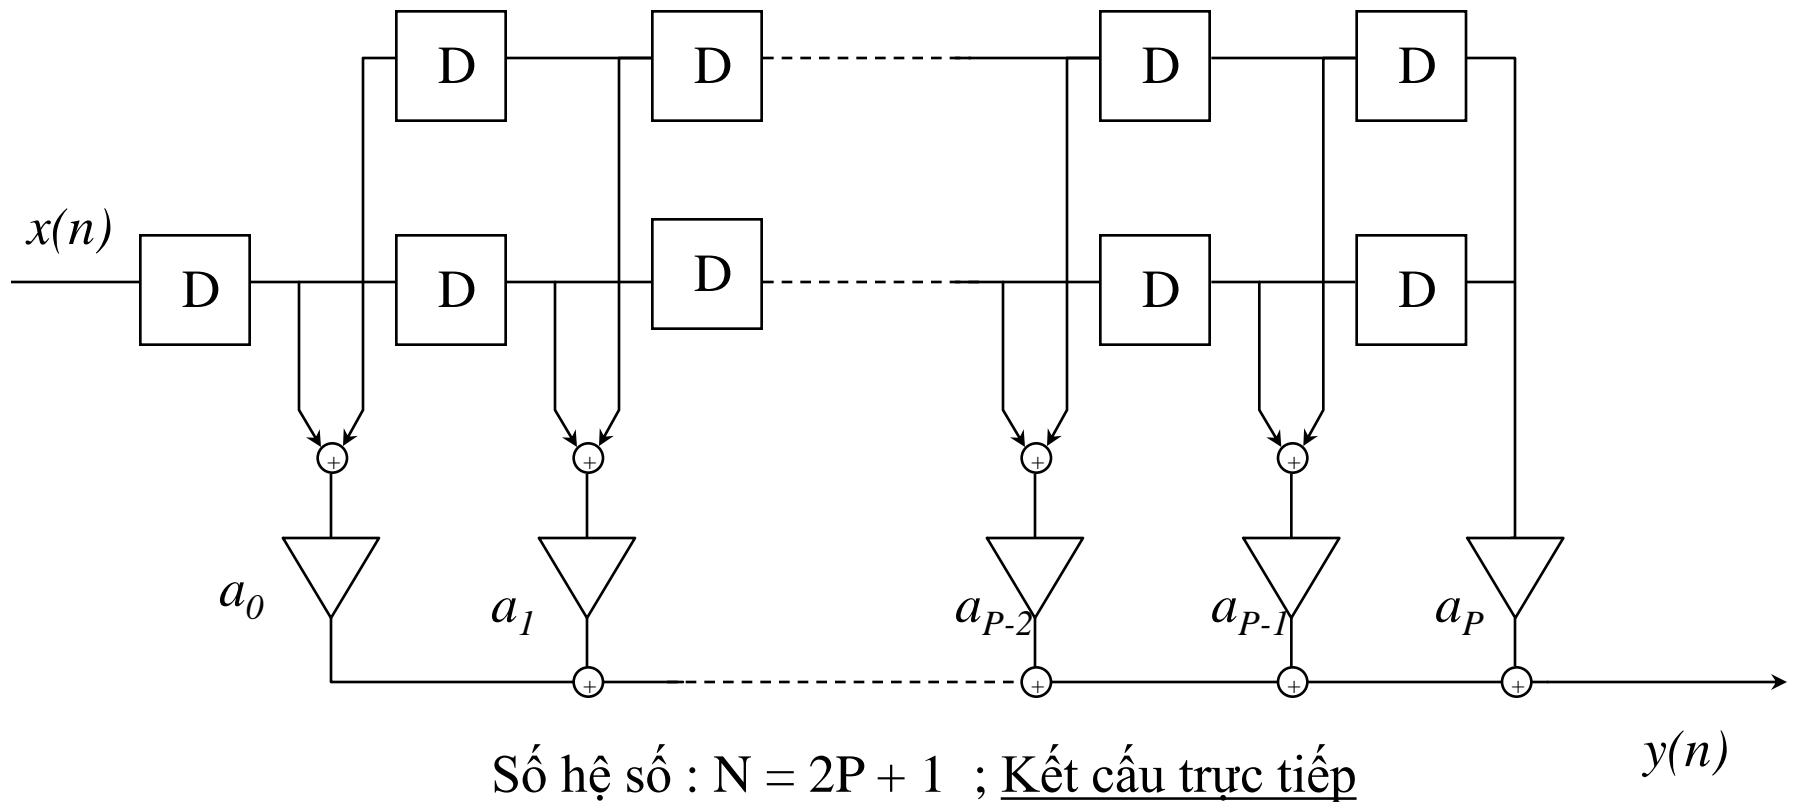 D D D D
x(n)
D D D D D
+ + + +
a0 a1 aP-2 aP-1 aP
+ + + +
y(n)
Số hệ số : N = 2P + 1 ; Kết cấu trực tiếp